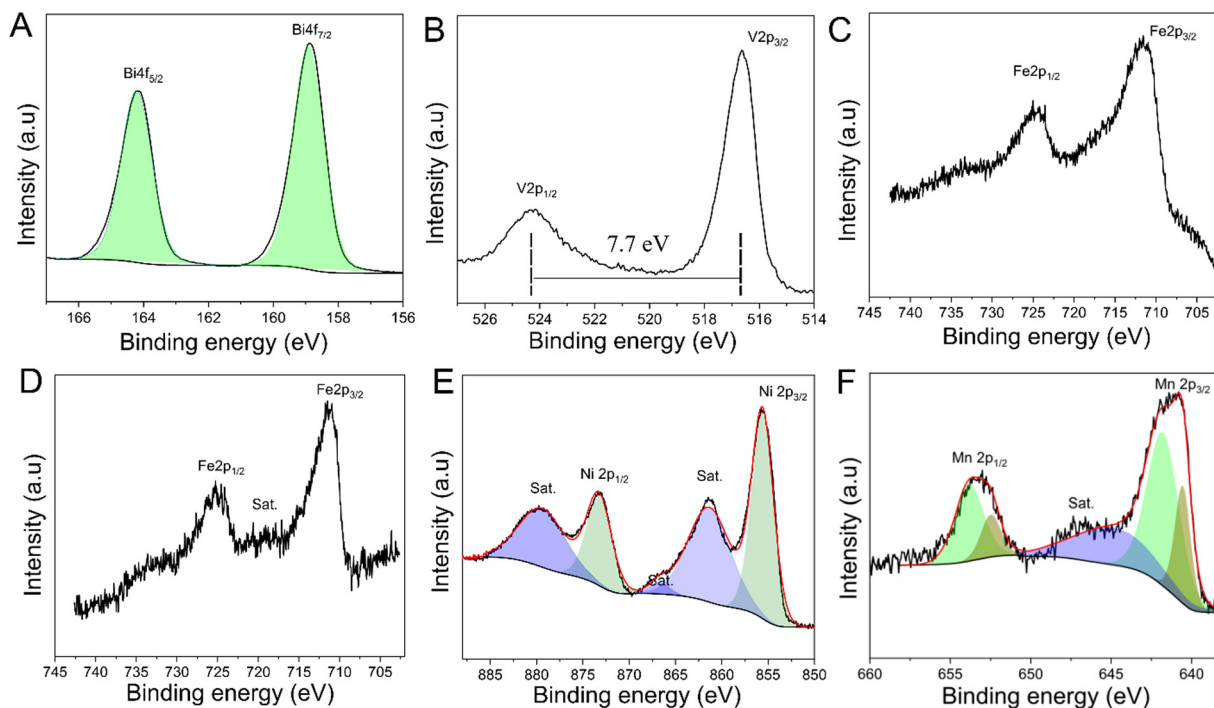 A
Bi4f5/2
Bi4f7/2
Intensity (a.u)
166 164 162 160 158 156
Binding energy (eV)
B
V2p1/2
V2p3/2
7.7 eV
Intensity (a.u)
526 524 522 520 518 516 514
Binding energy (eV)
C
Fe2p1/2
Fe2p3/2
Intensity (a.u)
745 740 735 730 725 720 715 710 705
Binding energy (eV)
D
Fe2p1/2
Sat.
Fe2p3/2
Intensity (a.u)
745 740 735 730 725 720 715 710 705
Binding energy (eV)
E
Sat.
Ni 2p1/2
Sat.
Sat.
Ni 2p3/2
Intensity (a.u)
885 880 875 870 865 860 855 850
Binding energy (eV)
F
Mn 2p1/2
Sat.
Mn 2p3/2
Intensity (a.u)
660 650 640
Binding energy (eV)